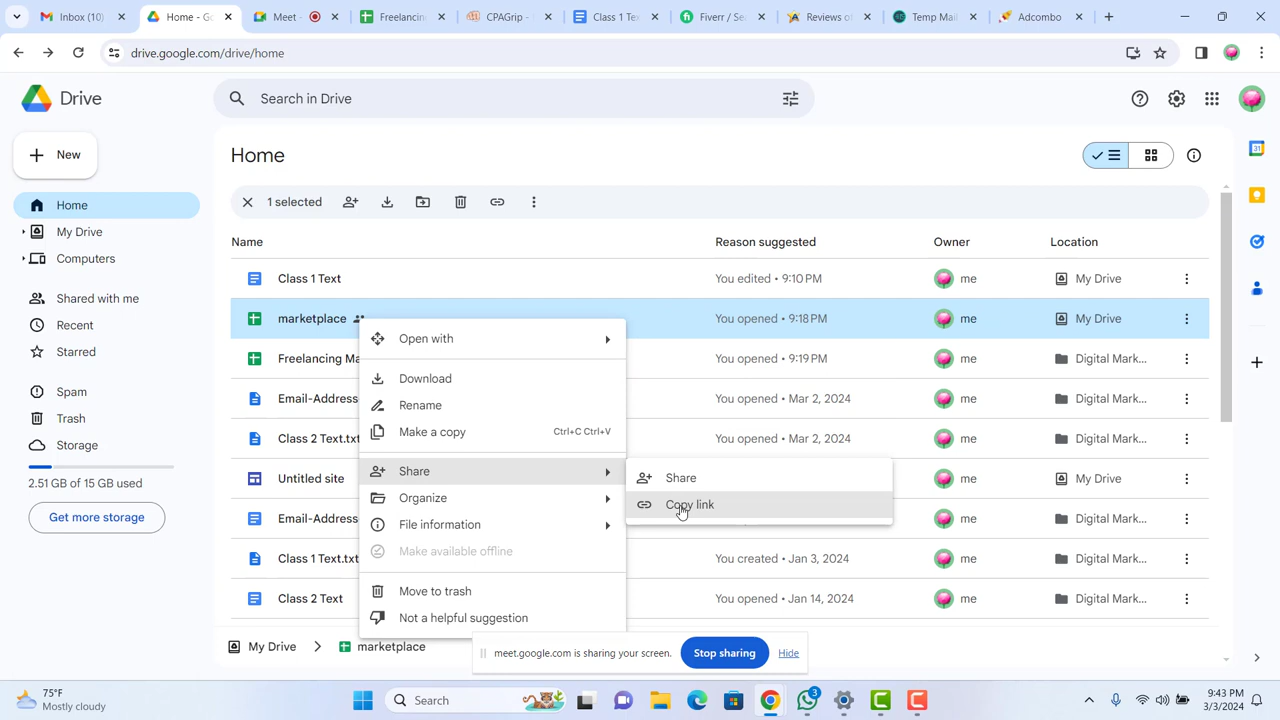 Inbox (10
Home - Go
Meet -
Freelancing
CPAGrip -
Class 1 Tex
Fiverr / Sea
Reviews o
Temp Mai
Adcombo
drive.google.com/drive/home
Drive
Search in Drive
New
Home
Home
1 selected
My Drive
Computers
Shared with me
Recent
Starred
Spam
Trash
Storage
2.51 GB of 15 GB used
Get more storage
Name Reason suggested Owner Location
Class 1 Text You edited • 9:10 PM me My Drive
marketplace You opened • 9:18 PM me My Drive
Freelancing Ma You opened • 9:19 PM me Digital Mark...
Email-Addresse You opened • Mar 2, 2024 me Digital Mark...
Class 2 Text.txt You opened • Mar 2, 2024 me Digital Mark...
Untitled site me My Drive
Email-Addresse me Digital Mark...
Class 1 Text.txt You created • Jan 3, 2024 me Digital Mark...
Class 2 Text You opened • Jan 14, 2024 me Digital Mark...
Open with
Download
Rename
Make a copy Ctrl+C Ctrl+V
Share
Organize
File information
Make available offline
Move to trash
Not a helpful suggestion
Share
Copy link
My Drive marketplace
meet.google.com is sharing your screen. Stop sharing Hide
75°F
Mostly cloudy
Search
3
9:43 PM
3/3/2024
31